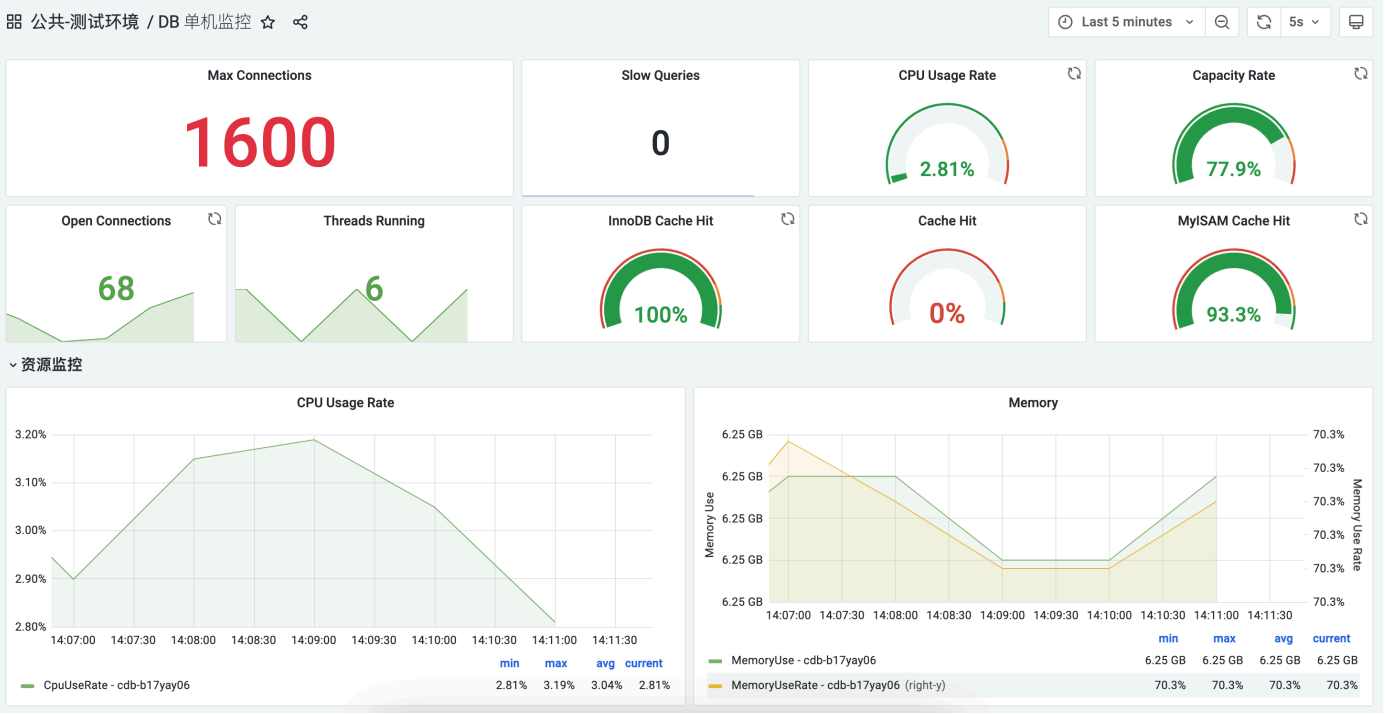 公共-测试环境 / DB 单机监控
Last 5 minutes
5s
Max Connections
1600
Slow Queries
0
CPU Usage Rate
2.81%
Capacity Rate
77.9%
Open Connections
68
Threads Running
6
InnoDB Cache Hit
100%
Cache Hit
0%
MyISAM Cache Hit
93.3%
资源监控
CPU Usage Rate
3.20%
3.10%
3.00%
2.90%
2.80%
14:07:00 14:07:30 14:08:00 14:08:30 14:09:00 14:09:30 14:10:00 14:10:30 14:11:00 14:11:30
min max avg current
CpuUseRate - cdb-b17yay06 2.81% 3.19% 3.04% 2.81%
Memory
Memory Use
6.25 GB
6.25 GB
6.25 GB
6.25 GB
6.25 GB
70.3%
70.3%
70.3%
70.3%
70.3%
70.3%
Memory Use Rate
14:07:00 14:07:30 14:08:00 14:08:30 14:09:00 14:09:30 14:10:00 14:10:30 14:11:00 14:11:30
min max avg current
MemoryUse - cdb-b17yay06 6.25 GB 6.25 GB 6.25 GB 6.25 GB
MemoryUseRate - cdb-b17yay06 (right-y) 70.3% 70.3% 70.3% 70.3%